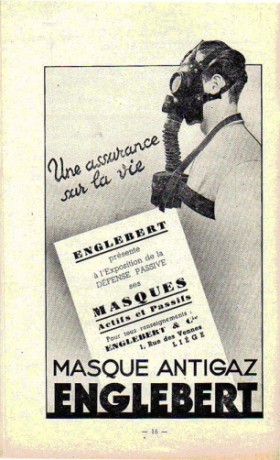 Une assurance
sur la vie
ENGLEBERT
présente
à l'Exposition de la
DÉFENSE PASSIVE
ses
MASQUES
Actifs et Passifs
Pour tous renseignements :
ENGLEBERT & Cie
1, Rue des Vennes
LIÉGE
MASQUE ANTIGAZ
ENGLEBERT
— 16 —